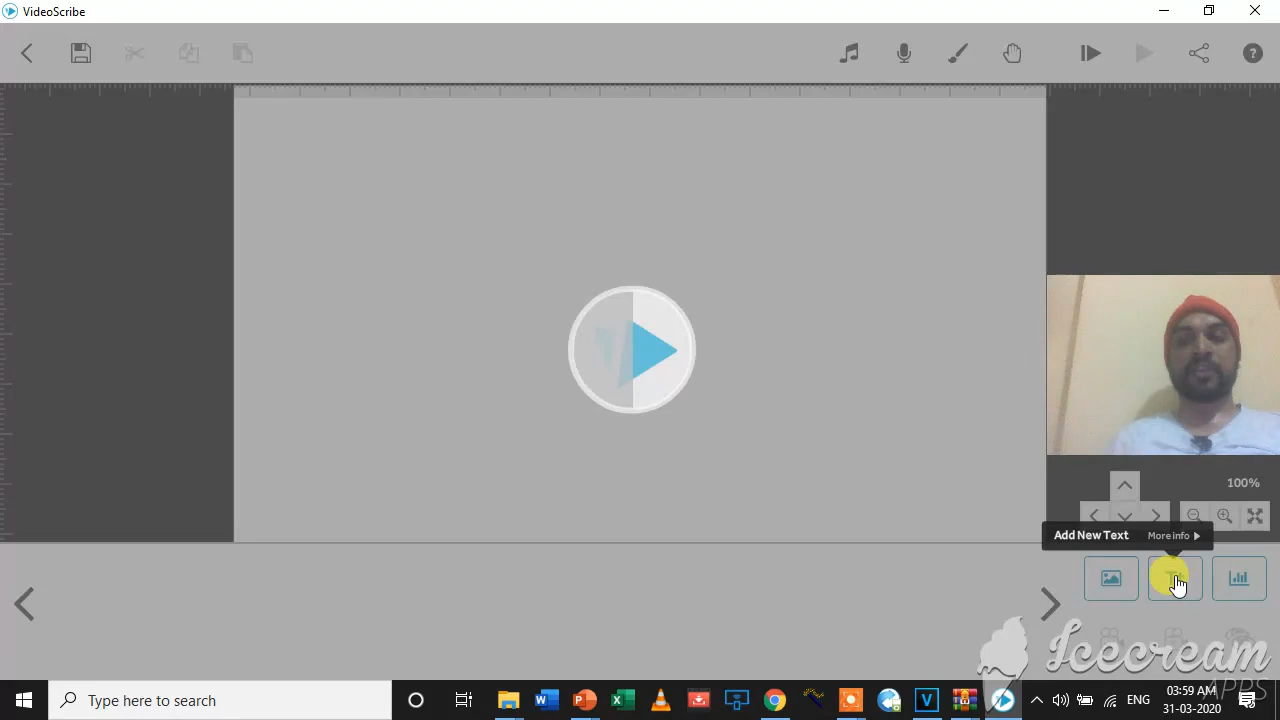 VideoScribe
100%
Add New Text More info
Icecream
APPS
Type here to search
ENG
03:59 AM
31-03-2020